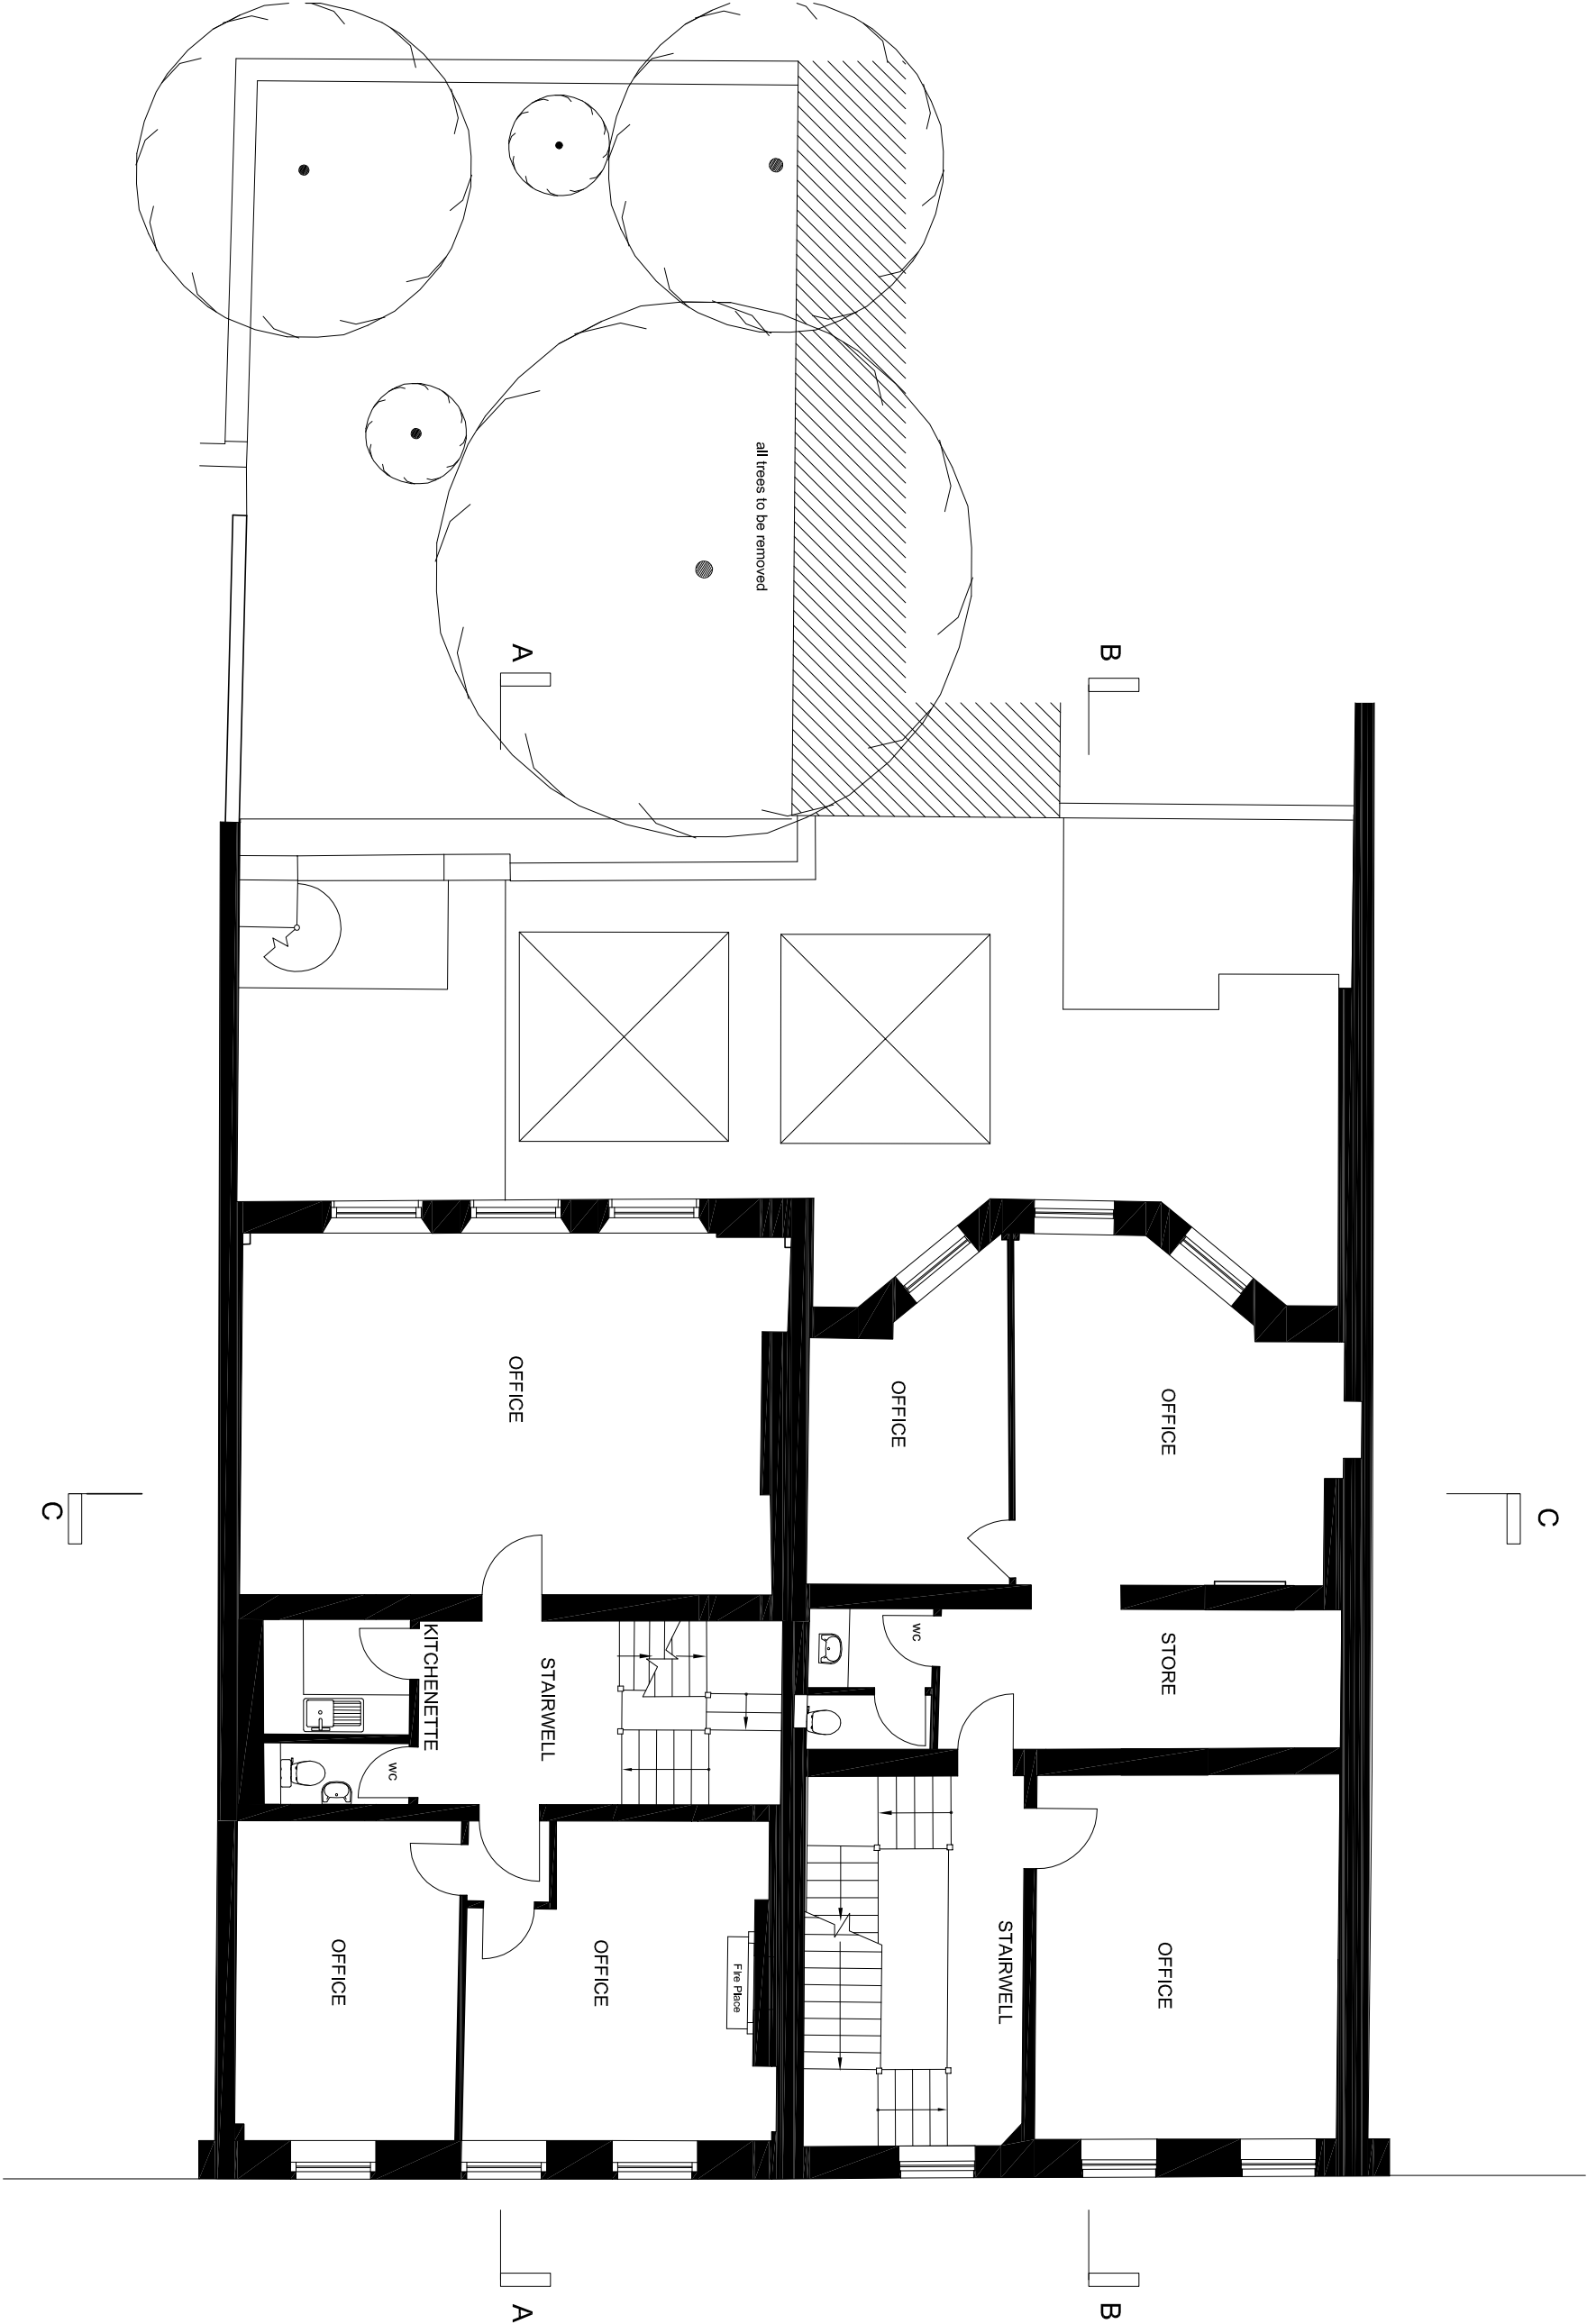 all trees to be removed
A
B
OFFICE
OFFICE
OFFICE
C
C
KITCHENETTE
STAIRWELL
WC
STORE
WC
OFFICE
OFFICE
Fire Place
STAIRWELL
OFFICE
A
B